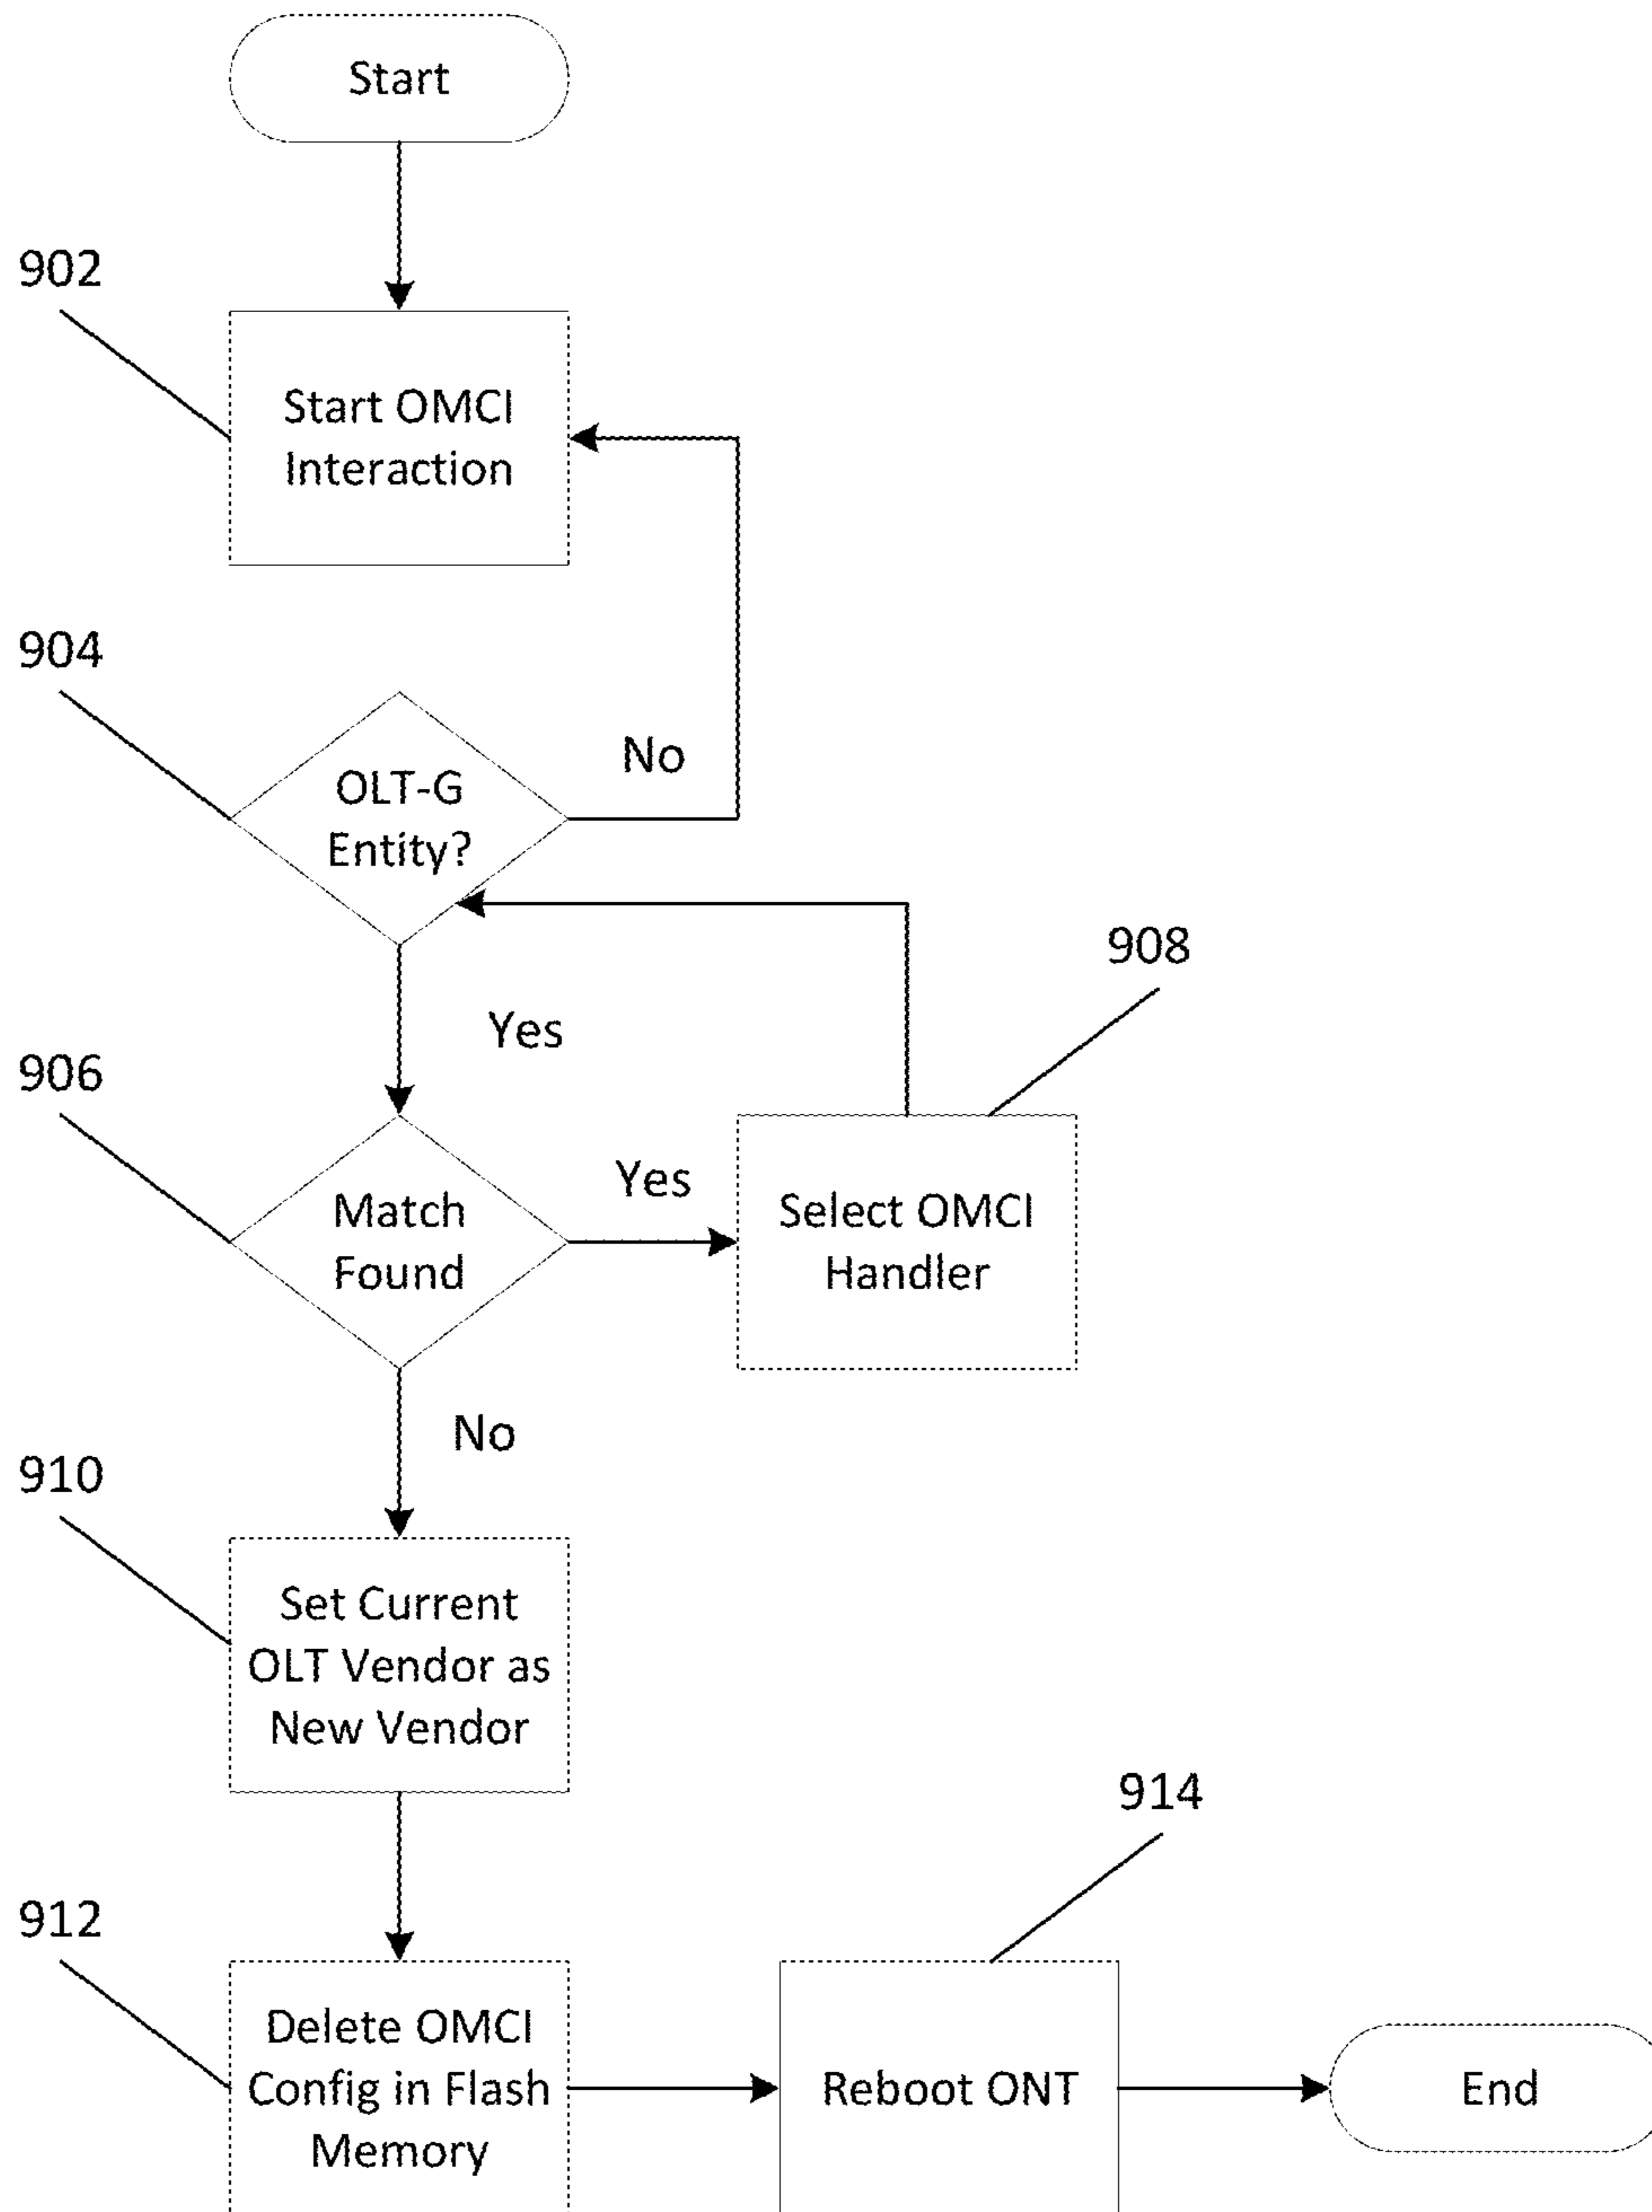 Start
902
Start OMCI
Interaction
904
OLT-G
Entity?
No
908
Yes
906
Match
Found
Yes
Select OMCI
Handler
No
910
Set Current
OLT Vendor as
New Vendor
914
912
Delete OMCI
Config in Flash
Memory
Reboot ONT
End